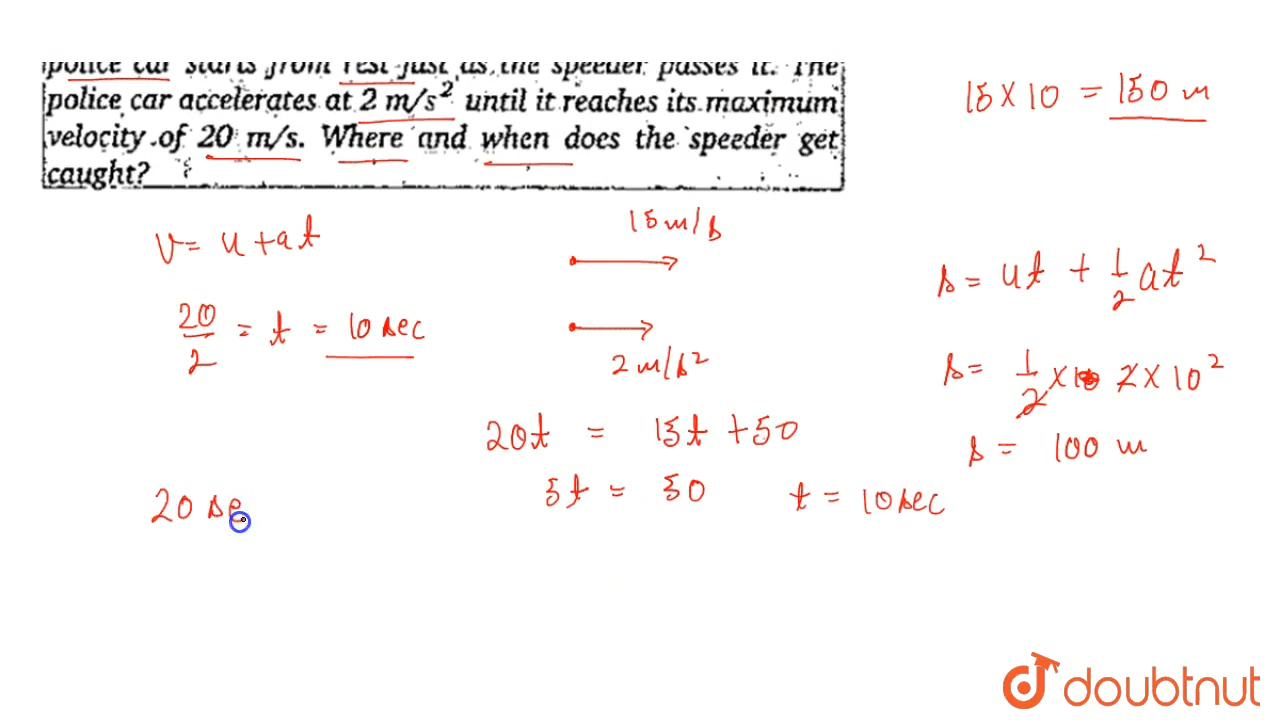 police car starts from rest just as the speeder passes it. The
police car accelerates at 2 m/s² until it reaches its maximum
velocity of 20 m/s. Where and when does the speeder get
caught?
15 × 10 = 150 m
v = u + at
15 m/s
s = ut + 1/2 at²
20/2 = t = 10 sec
2 m/s²
s = 1/2 × 2 × 10²
20t = 15t + 50
s = 100 m
5t = 50
t = 10 sec
20 se
doubtnut